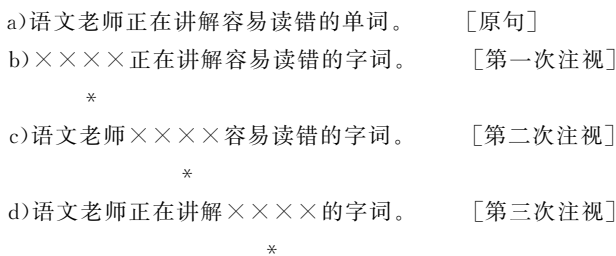 a)语文老师正在讲解容易读错的单词。 [原句]
b)××××正在讲解容易读错的字词。 [第一次注视]
*
c)语文老师××××容易读错的字词。 [第二次注视]
*
d)语文老师正在讲解××××的字词。 [第三次注视]
*